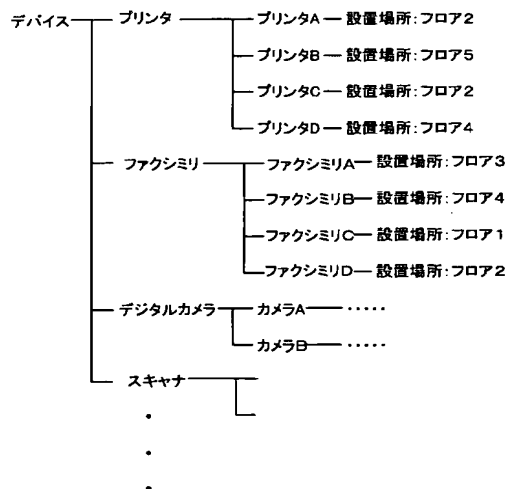 デバイス プリンタ プリンタA 設置場所:フロア2
プリンタB 設置場所:フロア5
プリンタC 設置場所:フロア2
プリンタD 設置場所:フロア4
ファクシミリ ファクシミリA 設置場所:フロア3
ファクシミリB 設置場所:フロア4
ファクシミリC 設置場所:フロア1
ファクシミリD 設置場所:フロア2
デジタルカメラ カメラA ・・・・・
カメラB ・・・・・
スキャナ
・
・
・